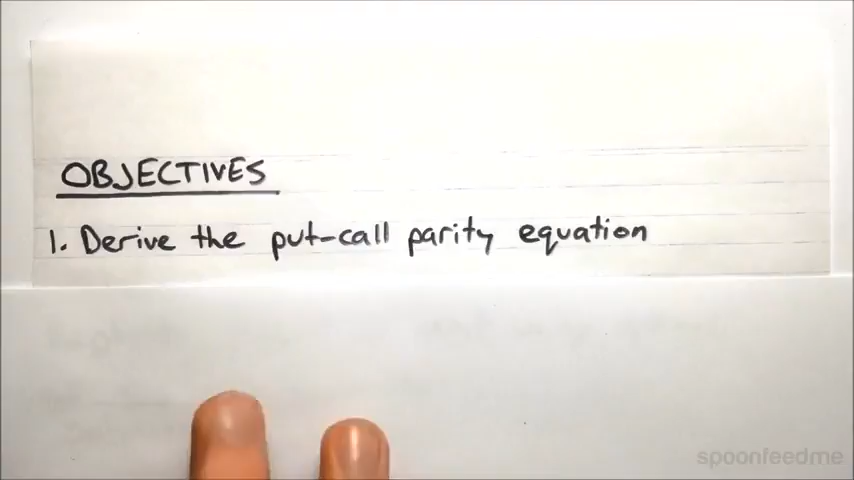 OBJECTIVES
1. Derive the put-call parity equation
spoonfeedme